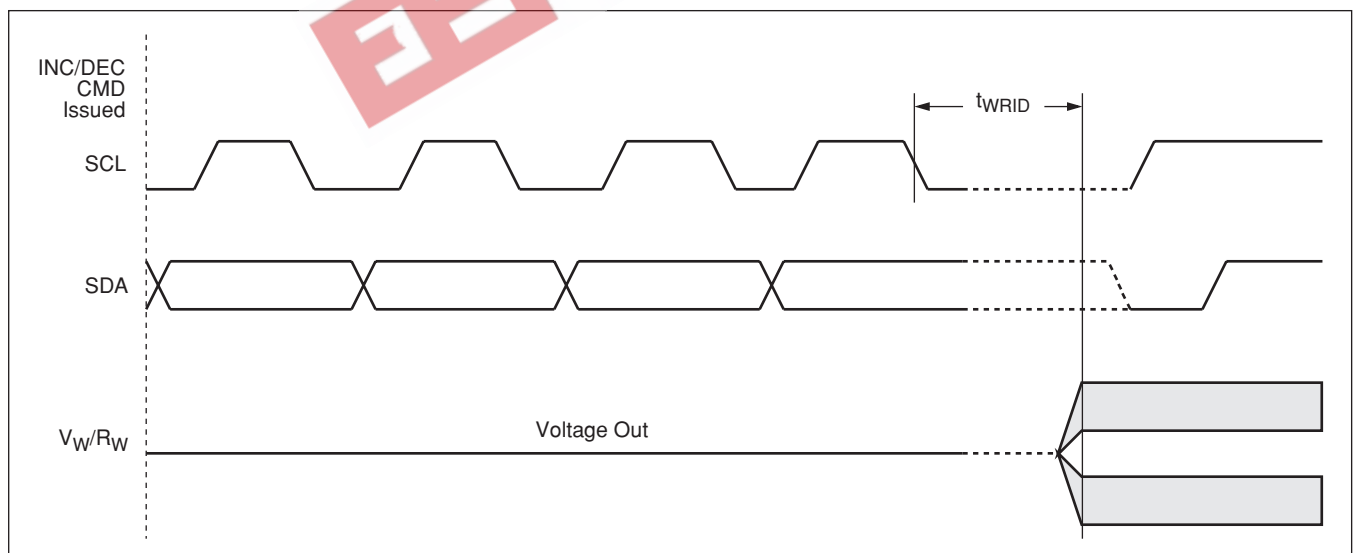 INC/DEC
CMD
Issued
tWRID
SCL
SDA
Voltage Out
VW/RW